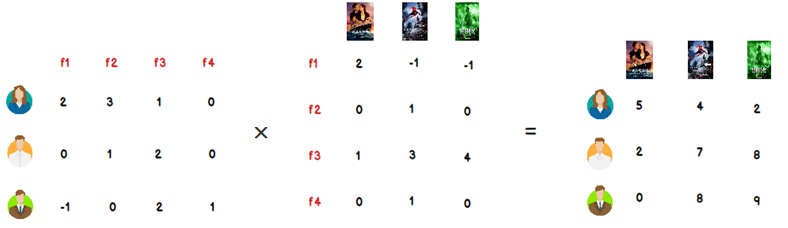 f1 f2 f3 f4
2 3 1 0
0 1 2 0
-1 0 2 1
×
f1 2 -1 -1
f2 0 1 0
f3 1 3 4
f4 0 1 0
=
5 4 2
2 7 8
0 8 9